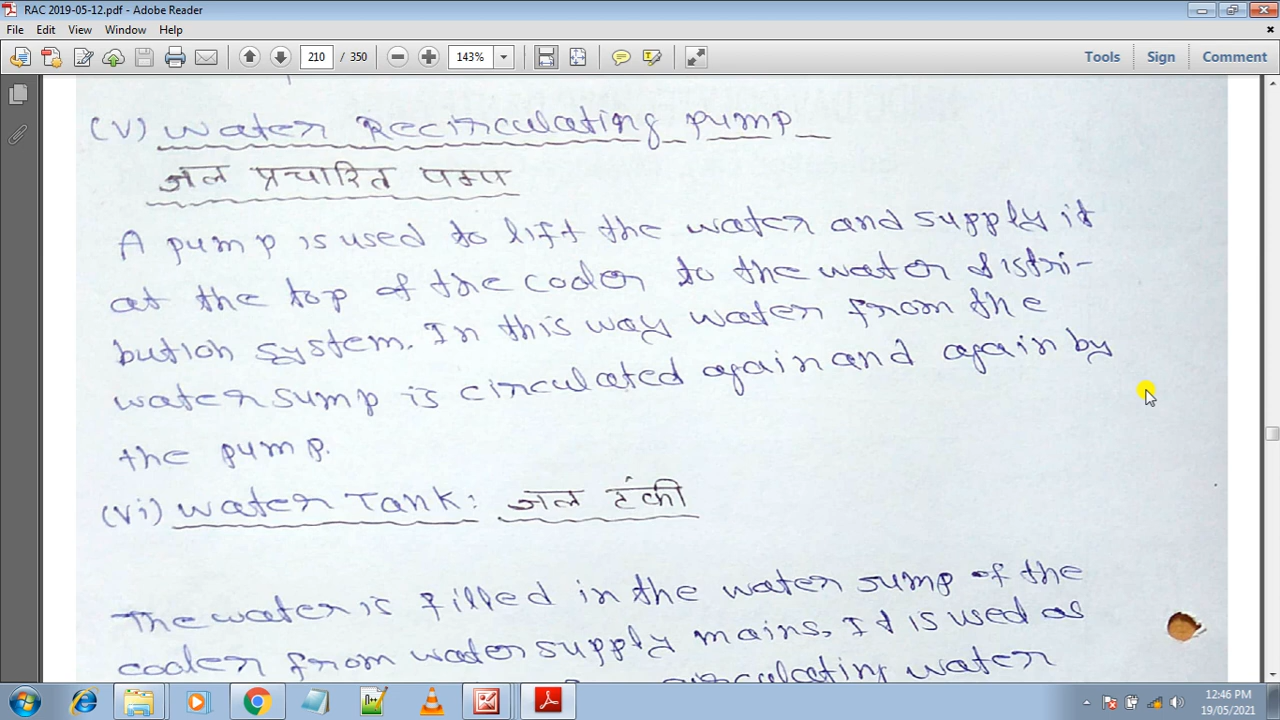 RAC 2019-05-12.pdf - Adobe Reader
File Edit View Window Help
210 / 350 143% Tools Sign Comment
(V) Water Recirculating pump
जल प्रचारित पम्प
A pump is used to lift the water and supply it
at the top of the cooler to the water distri-
bution system. In this way water from the
water sump is circulated again and again by
the pump.
(Vi) Water Tank: जल टंकी
The water is filled in the water sump of the
cooler from water supply mains. It is used as
circulating water
12:46 PM
19/05/2021